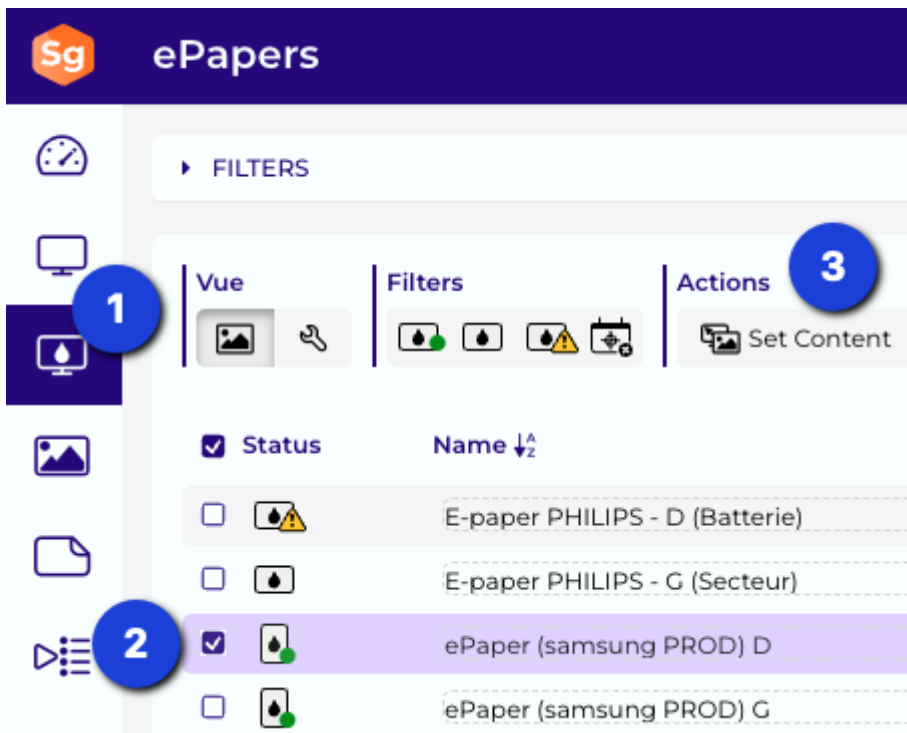 Sg ePapers
FILTERS
1
Vue Filters Actions 3
Set Content
Status Name AZ
E-paper PHILIPS - D (Batterie)
E-paper PHILIPS - G (Secteur)
2 ePaper (samsung PROD) D
ePaper (samsung PROD) G